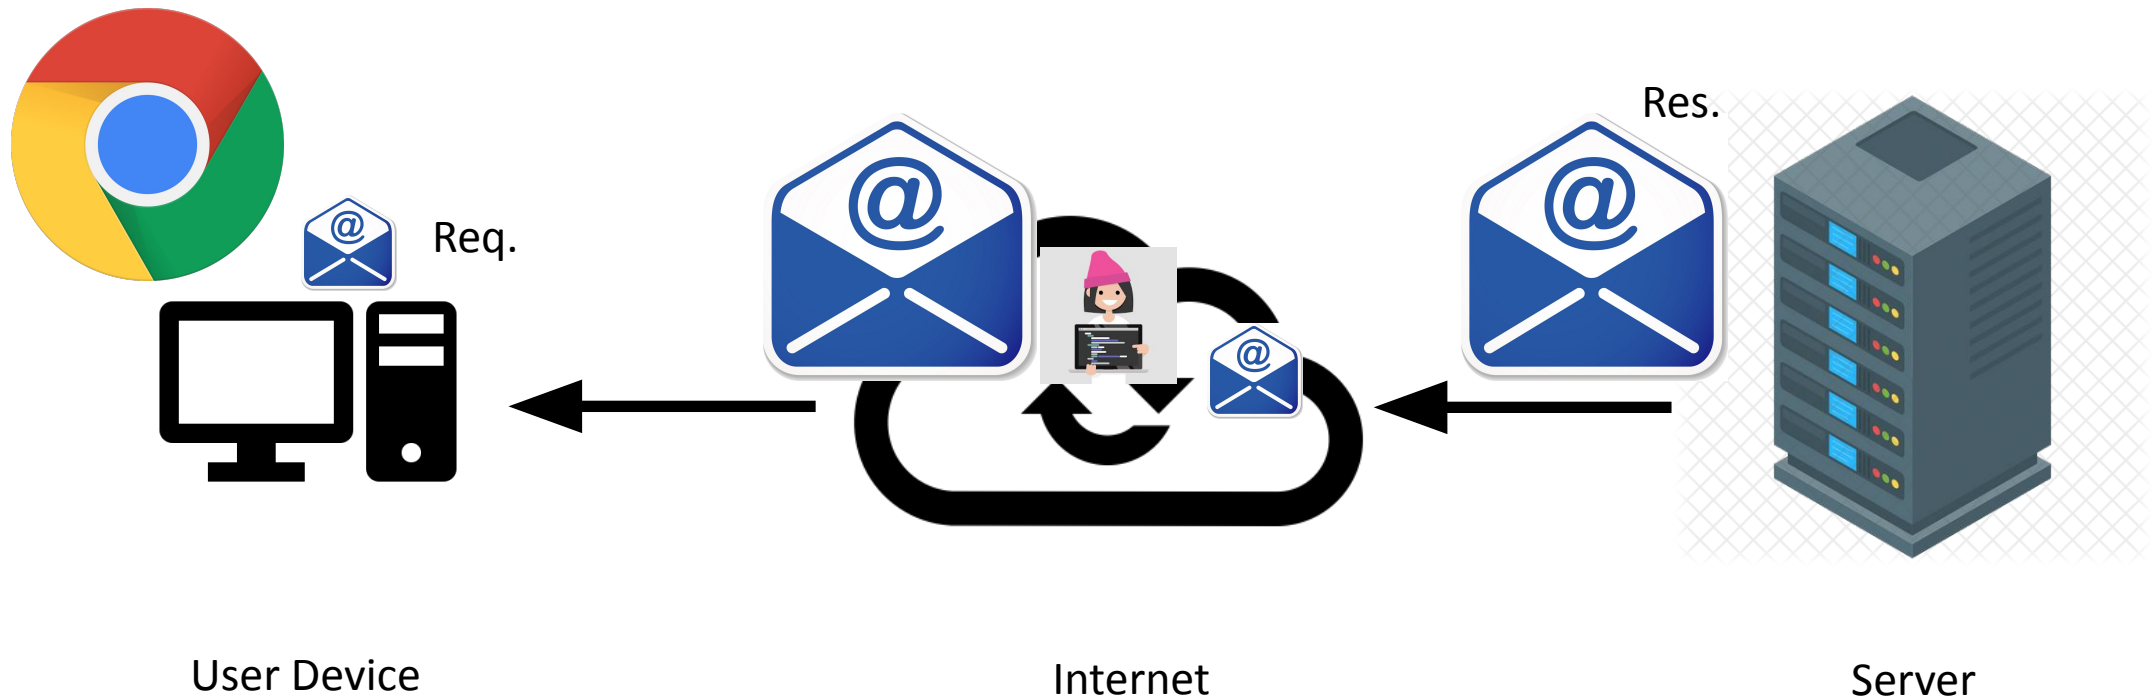 Res.
Req.
User Device
Internet
Server